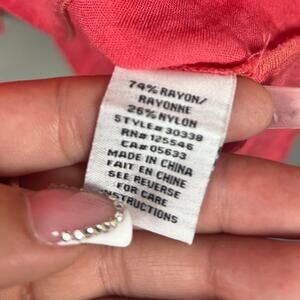 74% RAYON/
RAYONNE
26% NYLON
STYLE# 30338
RN# 125546
CA# 05633
MADE IN CHINA
FAIT EN CHINE
SEE REVERSE
FOR CARE
INSTRUCTIONS